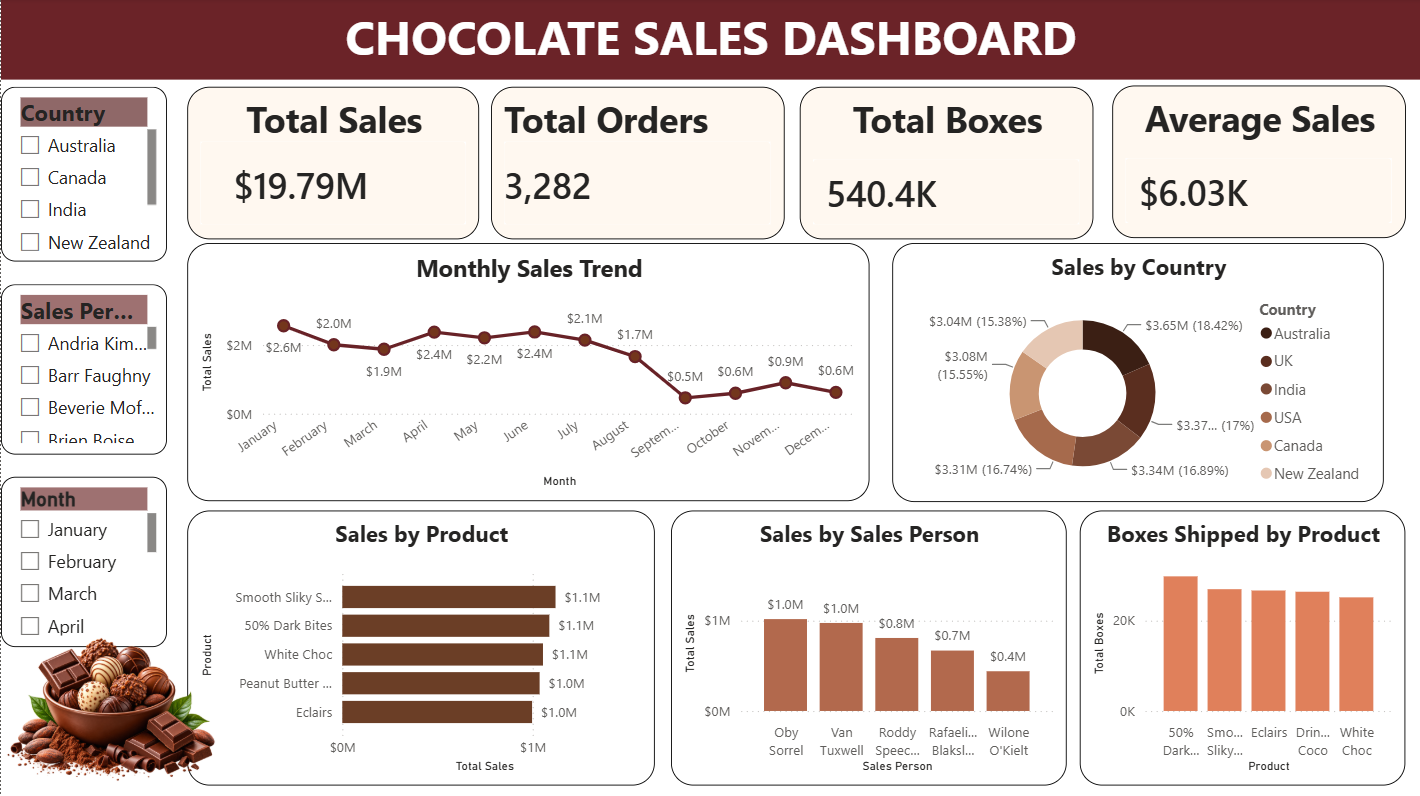 CHOCOLATE SALES DASHBOARD
Country
Australia
Canada
India
New Zealand
Sales Per...
Andria Kim...
Barr Faughny
Beverie Mof...
Brien Boise
Month
January
February
March
April
Total Sales
$19.79M
Total Orders
3,282
Total Boxes
540.4K
Average Sales
$6.03K
Monthly Sales Trend
Total Sales
$2M
$0M
$2.6M
$2.0M
$1.9M
$2.4M
$2.2M
$2.4M
$2.1M
$1.7M
$0.5M
$0.6M
$0.9M
$0.6M
January
February
March
April
May
June
July
August
Septem...
October
Novem...
Decem...
Month
Sales by Country
$3.04M (15.38%)
$3.65M (18.42%)
$3.08M
(15.55%)
$3.37... (17%)
$3.31M (16.74%)
$3.34M (16.89%)
Country
Australia
UK
India
USA
Canada
New Zealand
Sales by Product
Product
Smooth Sliky S...
$1.1M
50% Dark Bites
$1.1M
White Choc
$1.1M
Peanut Butter ...
$1.0M
Eclairs
$1.0M
$0M
$1M
Total Sales
Sales by Sales Person
Total Sales
$1M
$0M
$1.0M
$1.0M
$0.8M
$0.7M
$0.4M
Oby
Sorrel
Van
Tuxwell
Roddy
Speec...
Rafaeli...
Blaksl...
Wilone
O'Kielt
Sales Person
Boxes Shipped by Product
Total Boxes
20K
0K
50%
Dark...
Smo...
Sliky...
Eclairs
Drin...
Coco
White
Choc
Product